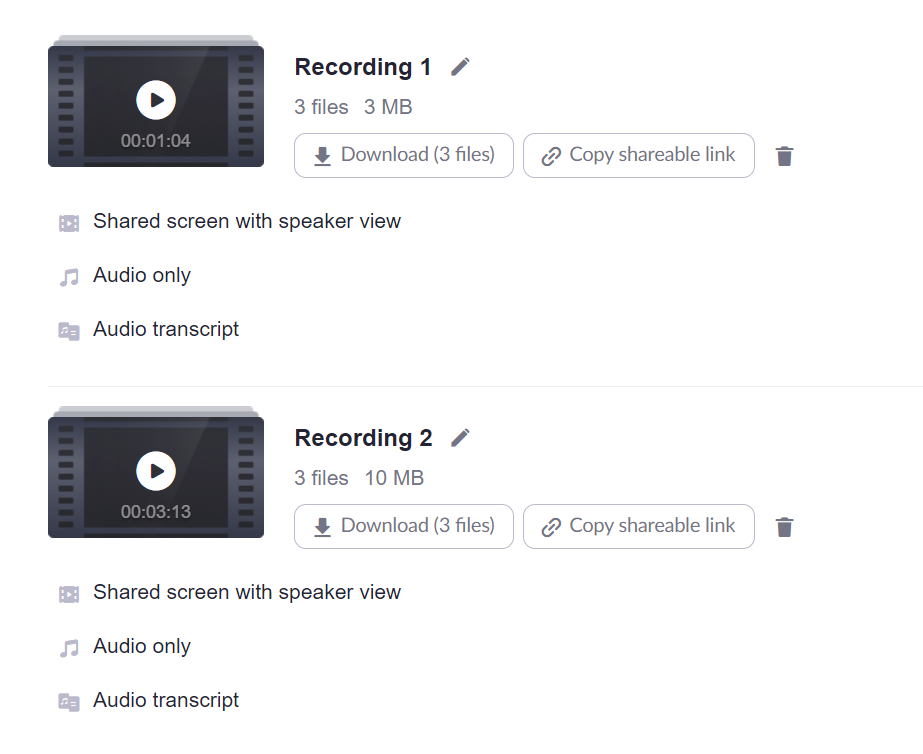 Recording 1
3 files 3 MB
00:01:04
Download (3 files) Copy shareable link
Shared screen with speaker view
Audio only
Audio transcript
Recording 2
3 files 10 MB
00:03:13
Download (3 files) Copy shareable link
Shared screen with speaker view
Audio only
Audio transcript